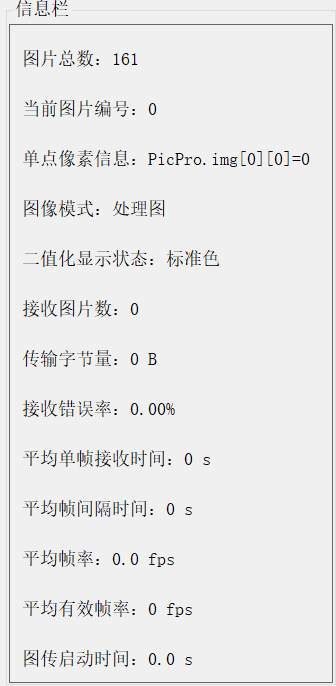 信息栏
图片总数：161
当前图片编号：0
单点像素信息：PicPro.img[0][0]=0
图像模式：处理图
二值化显示状态：标准色
接收图片数：0
传输字节量：0 B
接收错误率：0.00%
平均单帧接收时间：0 s
平均帧间隔时间：0 s
平均帧率：0.0 fps
平均有效帧率：0 fps
图传启动时间：0.0 s